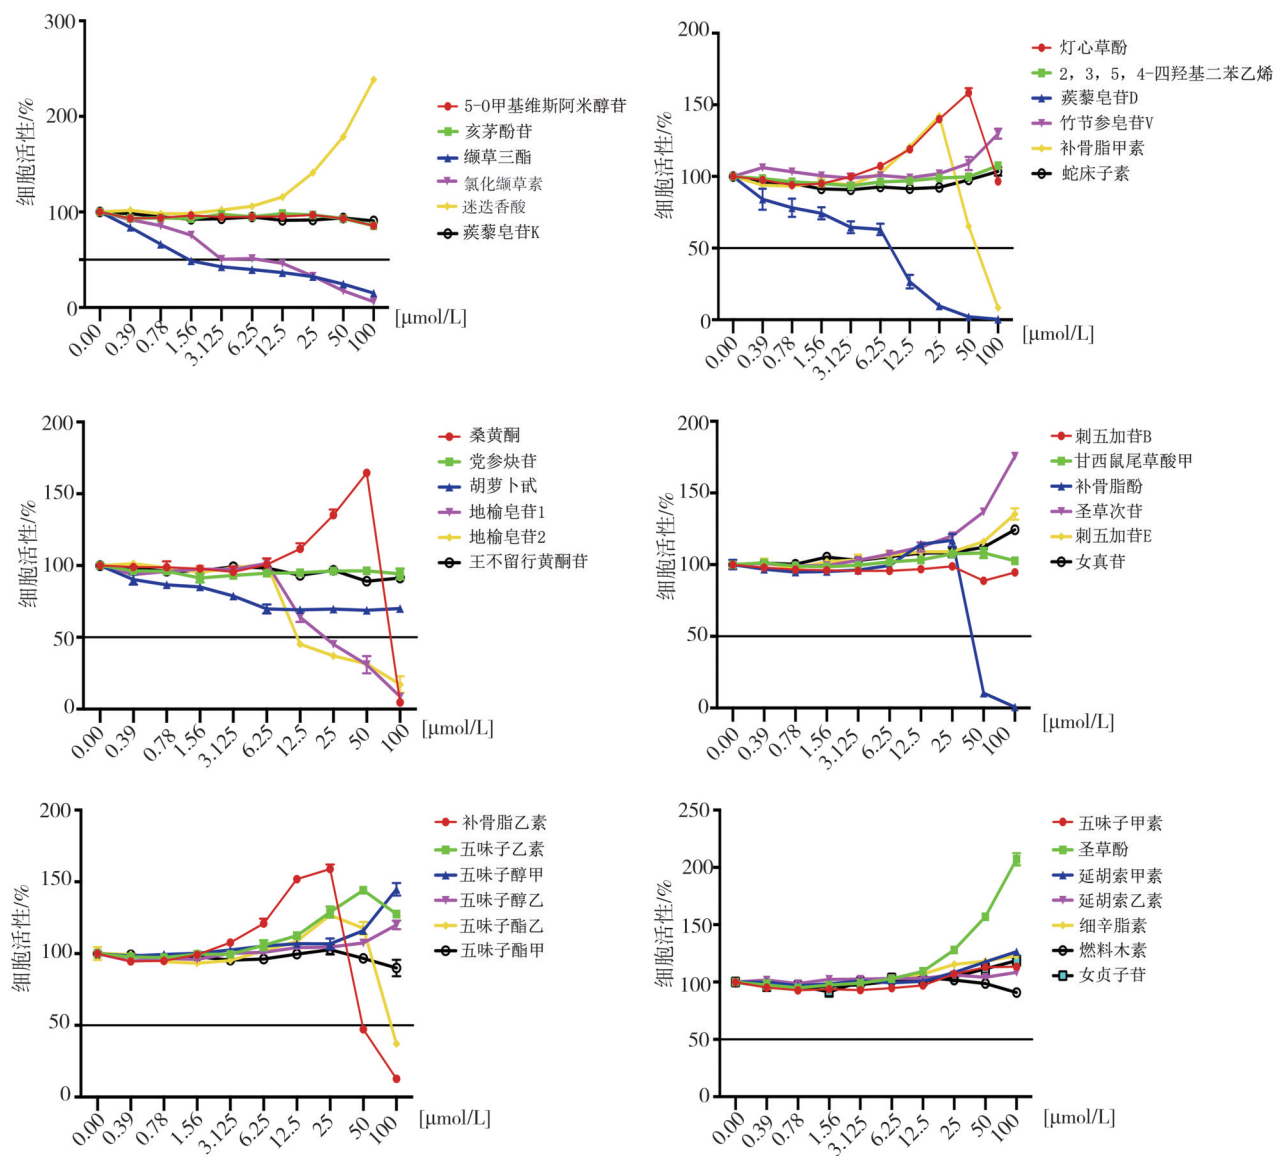 300
200
100
0
细胞活性/%
0.00
0.39
0.78
1.56
3.125
6.25
12.5
25
50
100
[μmol/L]
5-0甲基维斯阿米醇苷
亥茅酚苷
缬草三酯
氯化缬草素
迷迭香酸
蒺藜皂苷K
200
150
100
50
0
细胞活性/%
0.00
0.39
0.78
1.56
3.125
6.25
12.5
25
50
100
[μmol/L]
灯心草酚
2，3，5，4-四羟基二苯乙烯
蒺藜皂苷D
竹节参皂苷V
补骨脂甲素
蛇床子素
200
150
100
50
0
细胞活性/%
0.00
0.39
0.78
1.56
3.125
6.25
12.5
25
50
100
[μmol/L]
桑黄酮
党参炔苷
胡萝卜甙
地榆皂苷1
地榆皂苷2
王不留行黄酮苷
200
150
100
50
0
细胞活性/%
0.00
0.39
0.78
1.56
3.125
6.25
12.5
25
50
100
[μmol/L]
刺五加苷B
甘西鼠尾草酸甲
补骨脂酚
圣草次苷
刺五加苷E
女真苷
200
150
100
50
0
细胞活性/%
0.00
0.39
0.78
1.56
3.125
6.25
12.5
25
50
100
[μmol/L]
补骨脂乙素
五味子乙素
五味子醇甲
五味子醇乙
五味子酯乙
五味子酯甲
250
200
150
100
50
0
细胞活性/%
0.00
0.39
0.78
1.56
3.125
6.25
12.5
25
50
100
[μmol/L]
五味子甲素
圣草酚
延胡索甲素
延胡索乙素
细辛脂素
燃料木素
女贞子苷